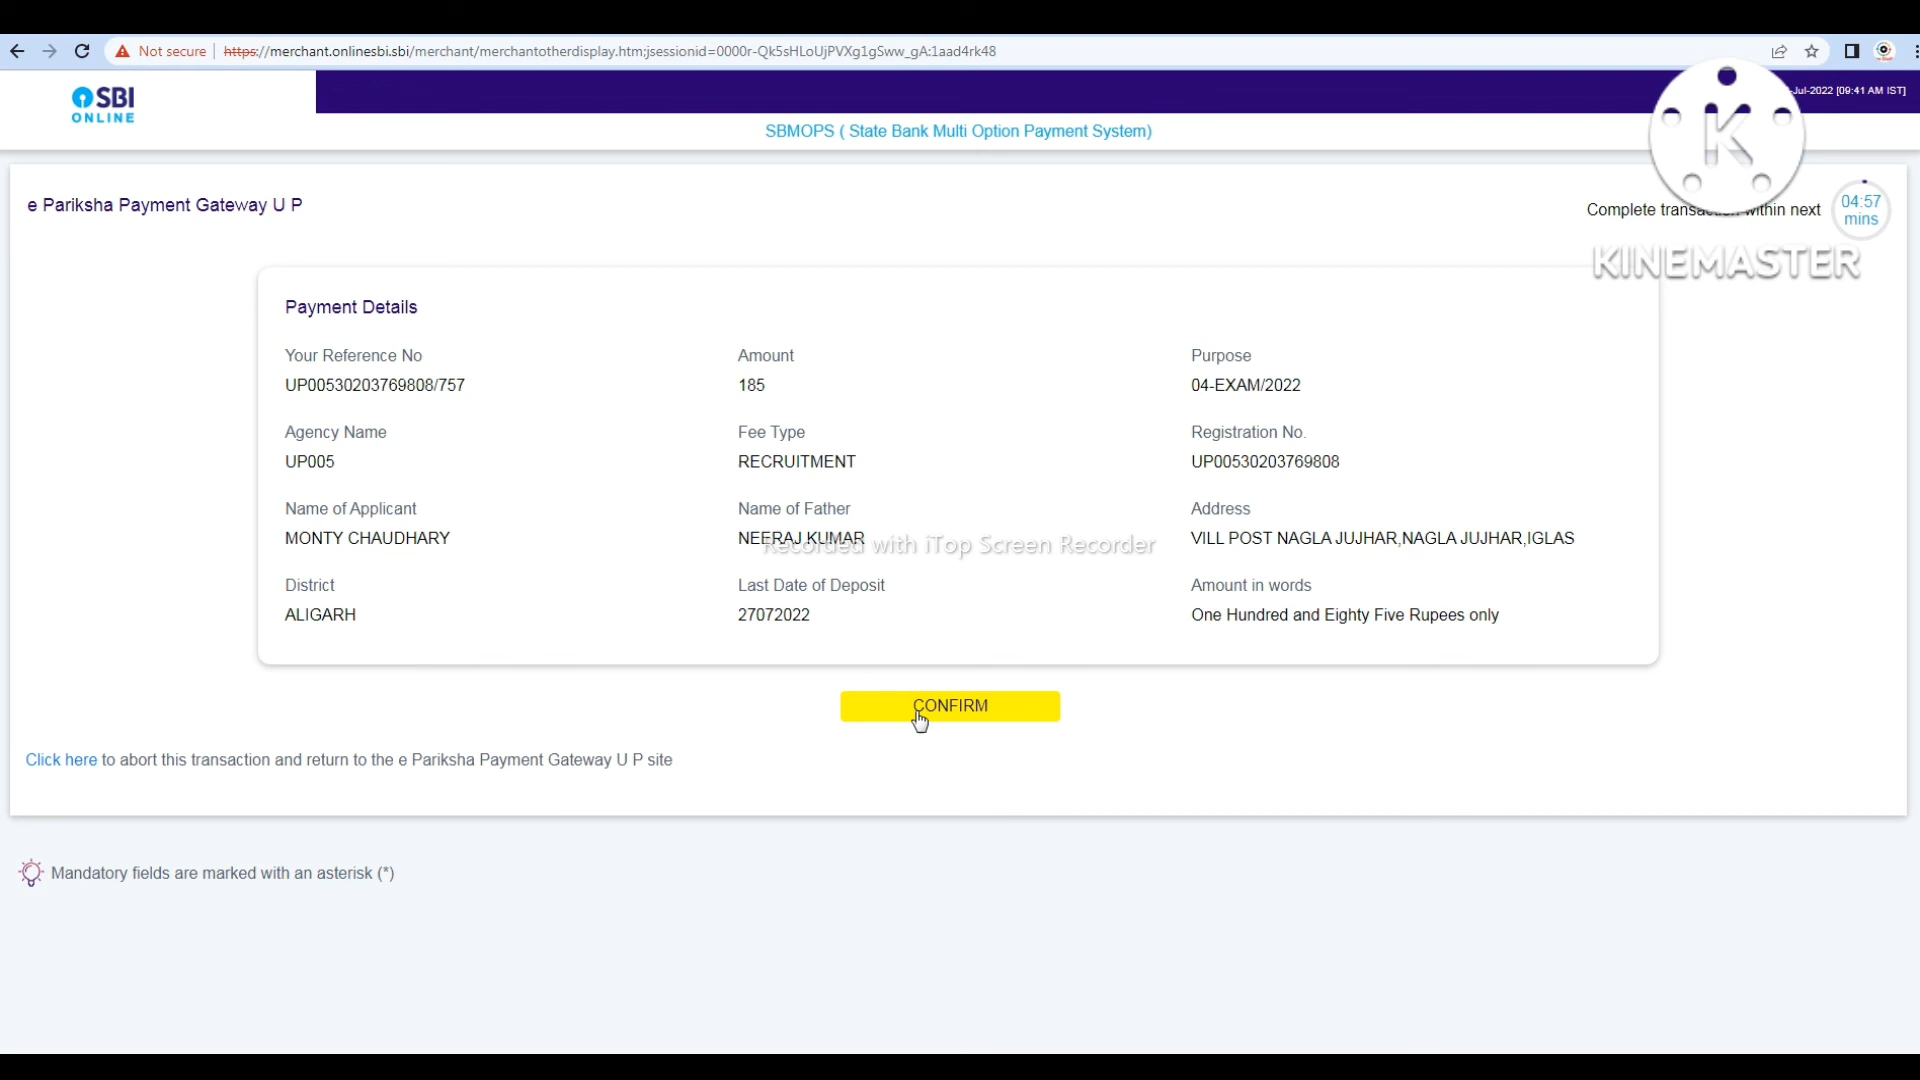 Not secure https://merchant.onlinesbi.sbi/merchant/merchantotherdisplay.htm;jsessionid=0000r-Qk5sHLoUjPVXg1gSww_gA:1aad4rk48
SBI
ONLINE
-Jul-2022 [09:41 AM IST]
SBMOPS ( State Bank Multi Option Payment System)
K
KINEMASTER
e Pariksha Payment Gateway U P
Complete transaction within next
04:57
mins
Payment Details
Your Reference No Amount Purpose
UP00530203769808/757 185 04-EXAM/2022
Agency Name Fee Type Registration No.
UP005 RECRUITMENT UP00530203769808
Name of Applicant Name of Father Address
MONTY CHAUDHARY NEERAJ KUMAR VILL POST NAGLA JUJHAR,NAGLA JUJHAR,IGLAS
Recorded with iTop Screen Recorder
District Last Date of Deposit Amount in words
ALIGARH 27072022 One Hundred and Eighty Five Rupees only
CONFIRM
Click here to abort this transaction and return to the e Pariksha Payment Gateway U P site
Mandatory fields are marked with an asterisk (*)